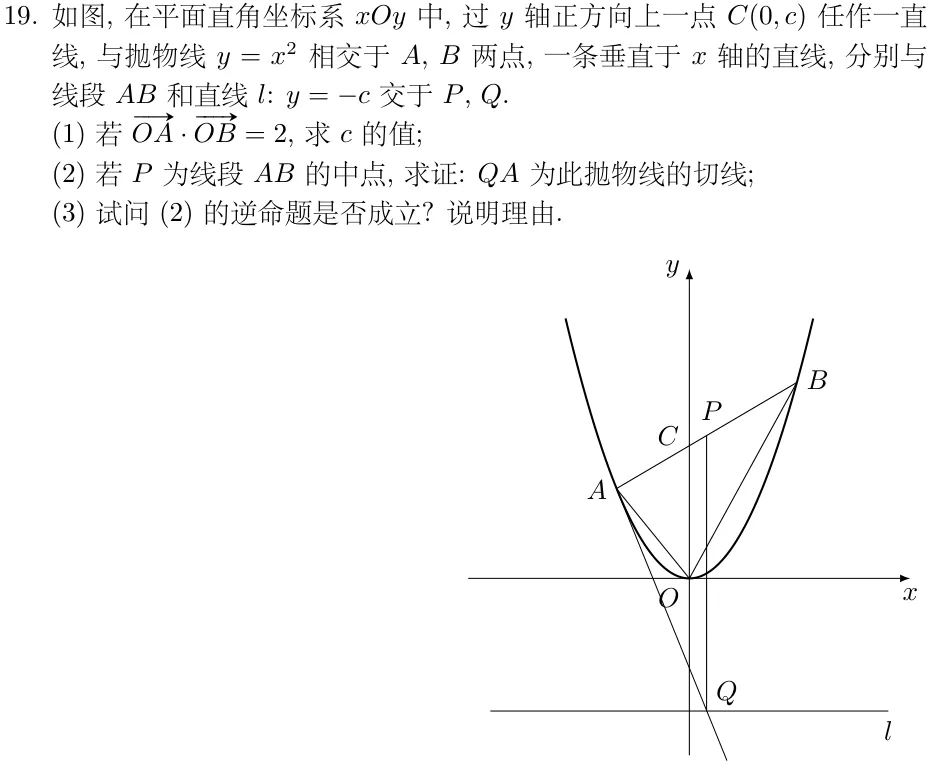 19. 如图, 在平面直角坐标系 xOy 中, 过 y 轴正方向上一点 C(0, c) 任作一直
线, 与抛物线 y = x² 相交于 A, B 两点, 一条垂直于 x 轴的直线, 分别与
线段 AB 和直线 l: y = −c 交于 P, Q.
(1) 若 $\overrightarrow{OA} \cdot \overrightarrow{OB}$ = 2, 求 c 的值;
(2) 若 P 为线段 AB 的中点, 求证: QA 为此抛物线的切线;
(3) 试问 (2) 的逆命题是否成立? 说明理由.
y
B
P
C
A
O
x
Q
l